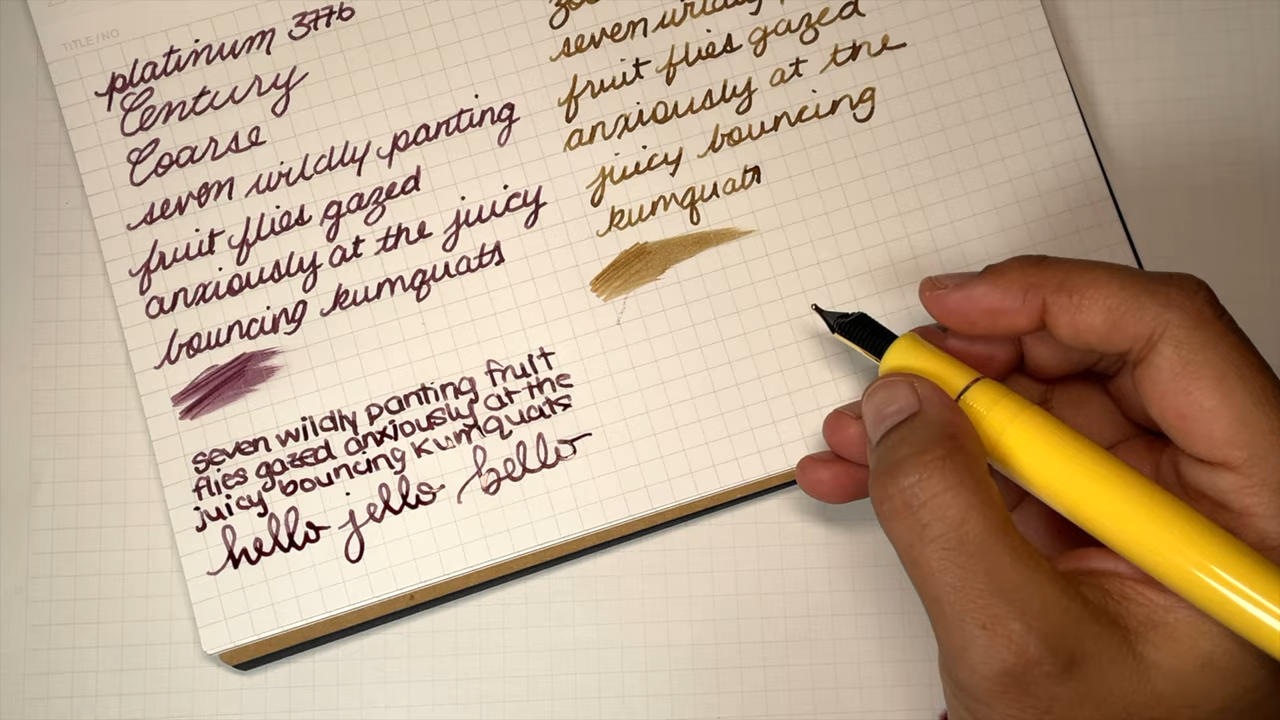 TITLE/NO
platinum 3776
Century
Coarse
seven wildly panting
fruit flies gazed
anxiously at the juicy
bouncing kumquats
seven wildly panting fruit
flies gazed anxiously at the
juicy bouncing kumquats
hello jello bello
seven wildly
fruit flies gazed
anxiously at the
juicy bouncing
kumquats